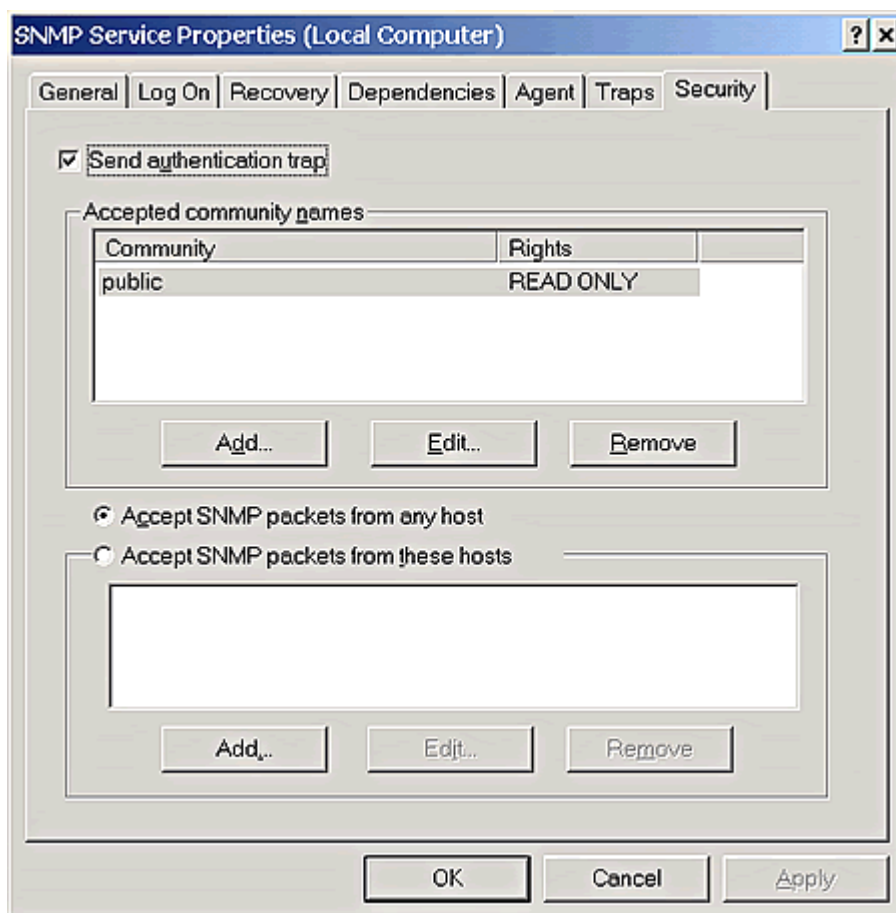 SNMP Service Properties (Local Computer)
General Log On Recovery Dependencies Agent Traps Security
Send authentication trap
Accepted community names
Community Rights
public READ ONLY
Add... Edit... Remove
Accept SNMP packets from any host
Accept SNMP packets from these hosts
Add... Edit... Remove
OK Cancel Apply